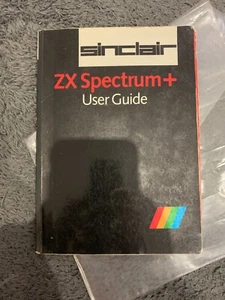 sinclair
ZX Spectrum+
User Guide